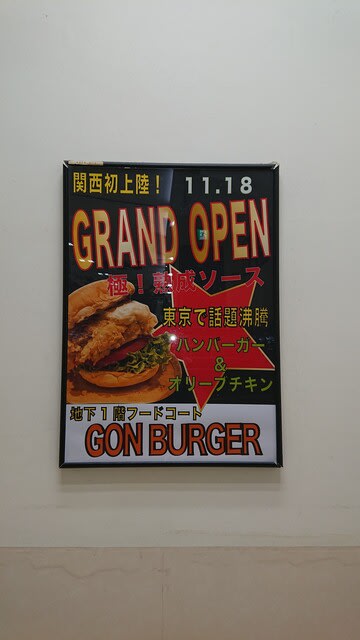 関西初上陸! 11.18
GRAND OPEN
極!熟成ソース
東京で話題沸騰
ハンバーガー
&
オリーブチキン
地下1階フードコート
GON BURGER